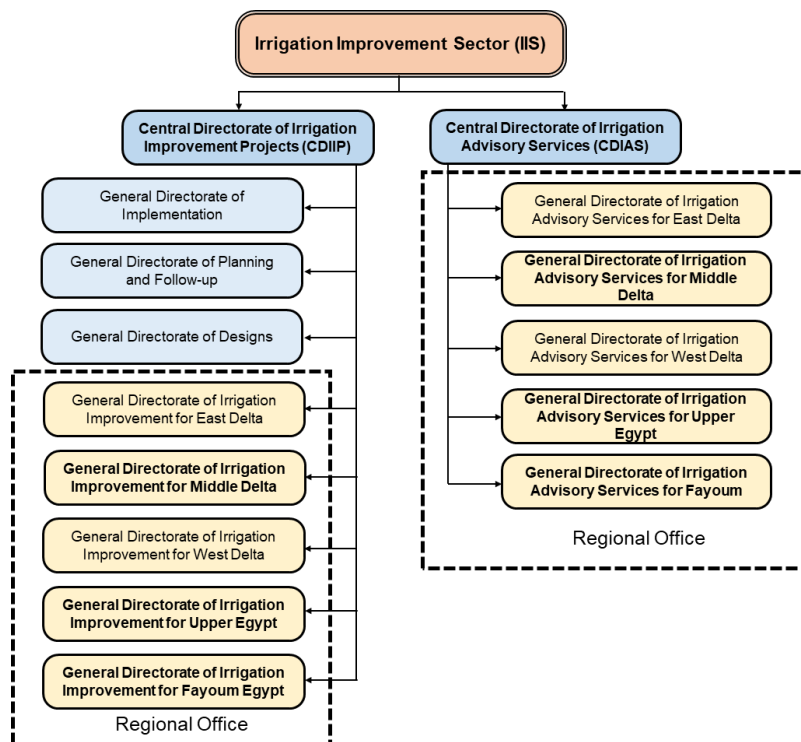 Irrigation Improvement Sector (IIS)
Central Directorate of Irrigation
Improvement Projects (CDIIP)
General Directorate of
Implementation
General Directorate of Planning
and Follow-up
General Directorate of Designs
General Directorate of Irrigation
Improvement for East Delta
General Directorate of Irrigation
Improvement for Middle Delta
General Directorate of Irrigation
Improvement for West Delta
General Directorate of Irrigation
Improvement for Upper Egypt
General Directorate of Irrigation
Improvement for Fayoum Egypt
Regional Office
Central Directorate of Irrigation
Advisory Services (CDIAS)
General Directorate of Irrigation
Advisory Services for East Delta
General Directorate of Irrigation
Advisory Services for Middle
Delta
General Directorate of Irrigation
Advisory Services for West Delta
General Directorate of Irrigation
Advisory Services for Upper
Egypt
General Directorate of Irrigation
Advisory Services for Fayoum
Regional Office